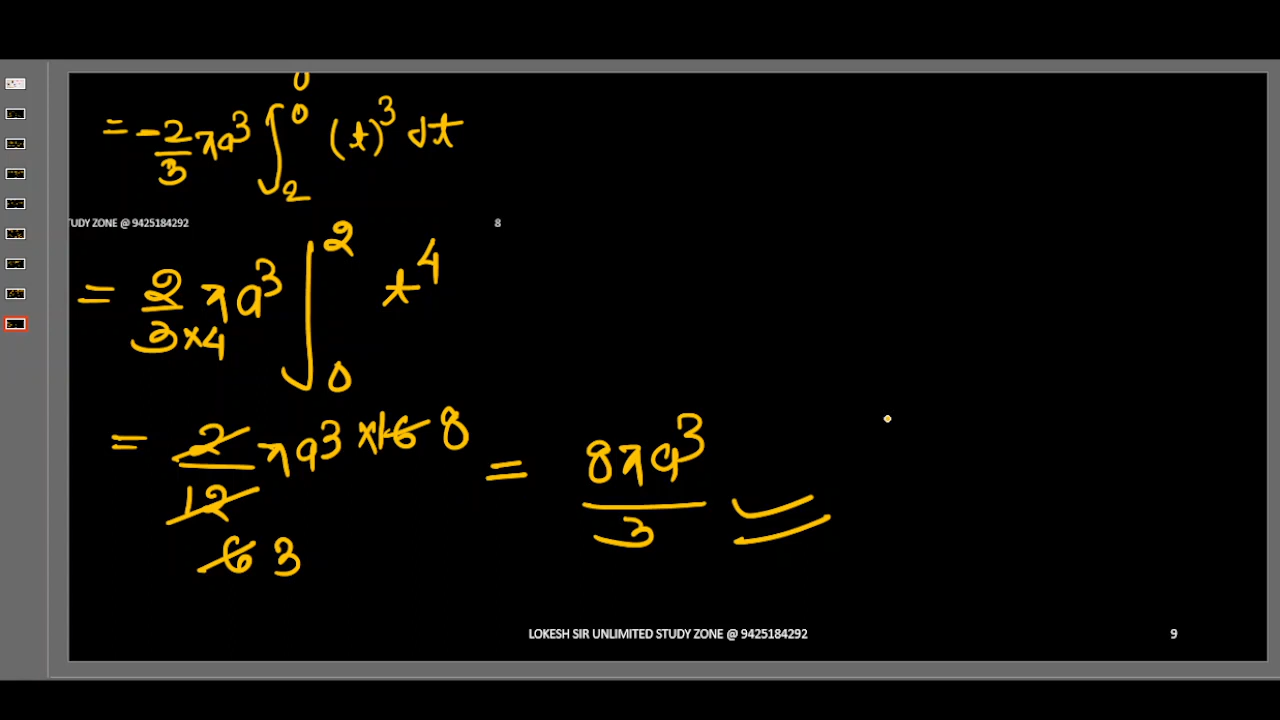 0
= -2/3 πa³ ∫₂⁰ (t)³ dt
TUDY ZONE @ 9425184292 8
= 2/(3×4) πa³ ∫₀² t⁴
= 2/12 πa³ ×16 8 = 8πa³/3
6 3
LOKESH SIR UNLIMITED STUDY ZONE @ 9425184292 9